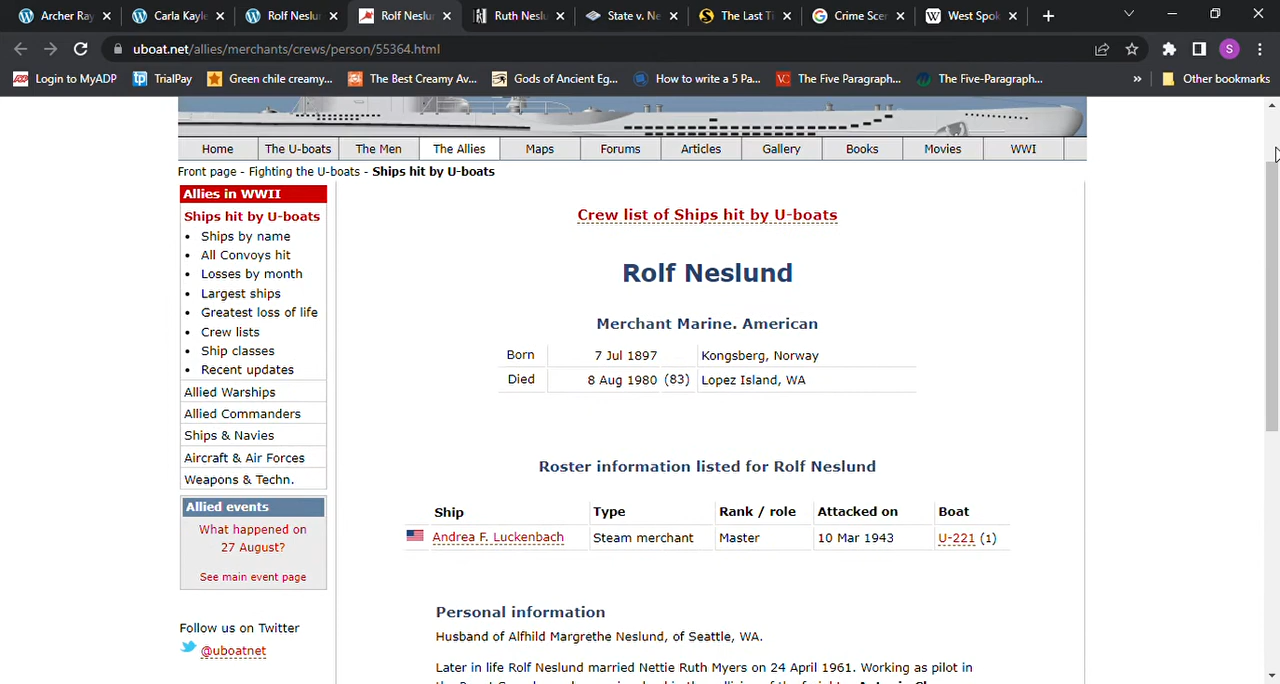 Archer Ray
Carla Kayle
Rolf Neslur
Rolf Neslur
Ruth Neslu
State v. Ne
The Last Ti
Crime Scer
West Spok
uboat.net/allies/merchants/crews/person/55364.html
S
Login to MyADP
TrialPay
Green chile creamy...
The Best Creamy Av...
Gods of Ancient Eg...
How to write a 5 Pa...
The Five Paragraph...
The Five-Paragraph...
»
Other bookmarks
Home
The U-boats
The Men
The Allies
Maps
Forums
Articles
Gallery
Books
Movies
WWI
Front page - Fighting the U-boats - Ships hit by U-boats
Allies in WWII
Ships hit by U-boats
• Ships by name
• All Convoys hit
• Losses by month
• Largest ships
• Greatest loss of life
• Crew lists
• Ship classes
• Recent updates
Allied Warships
Allied Commanders
Ships & Navies
Aircraft & Air Forces
Weapons & Techn.
Allied events
What happened on
27 August?
See main event page
Follow us on Twitter
@uboatnet
Crew list of Ships hit by U-boats
Rolf Neslund
Merchant Marine. American
Born 7 Jul 1897 Kongsberg, Norway
Died 8 Aug 1980 (83) Lopez Island, WA
Roster information listed for Rolf Neslund
Ship Type Rank / role Attacked on Boat
Andrea F. Luckenbach Steam merchant Master 10 Mar 1943 U-221 (1)
Personal information
Husband of Alfhild Margrethe Neslund, of Seattle, WA.
Later in life Rolf Neslund married Nettie Ruth Myers on 24 April 1961. Working as pilot in